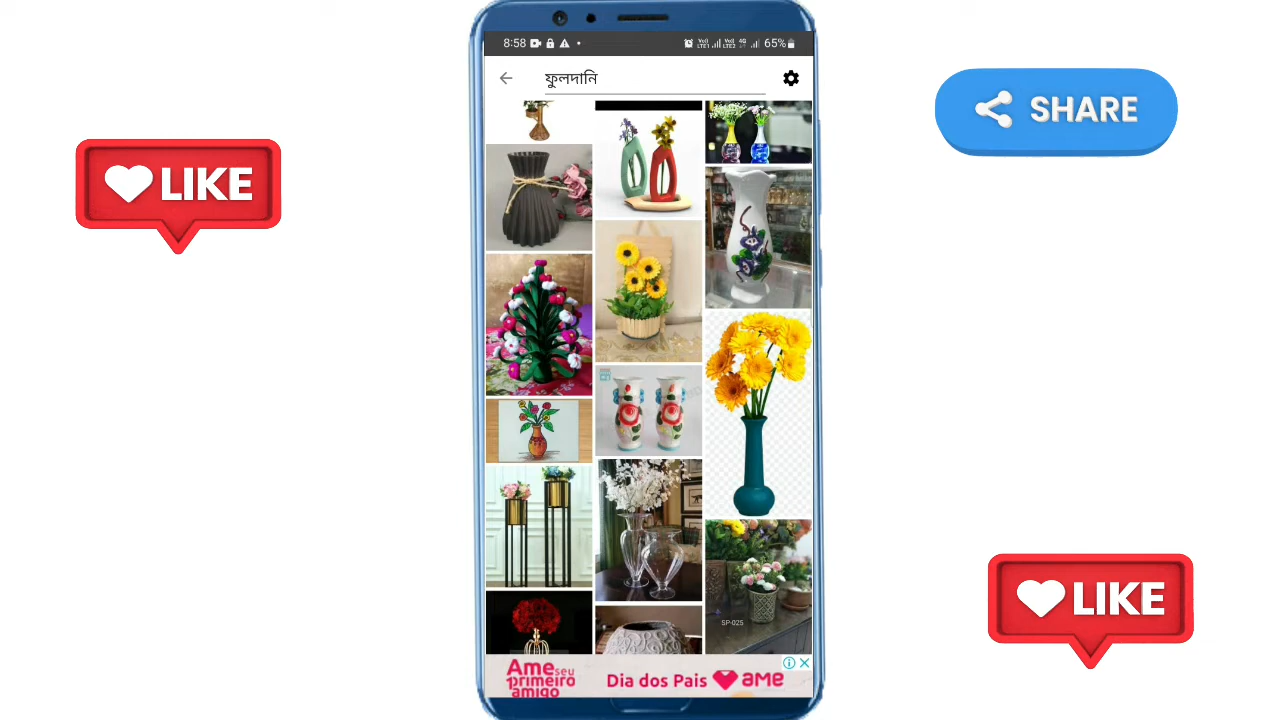 8:58
65%
ফুলদানি
SHARE
LIKE
SP-025
LIKE
Ame seu
primeiro
amigo
Dia dos Pais
ame